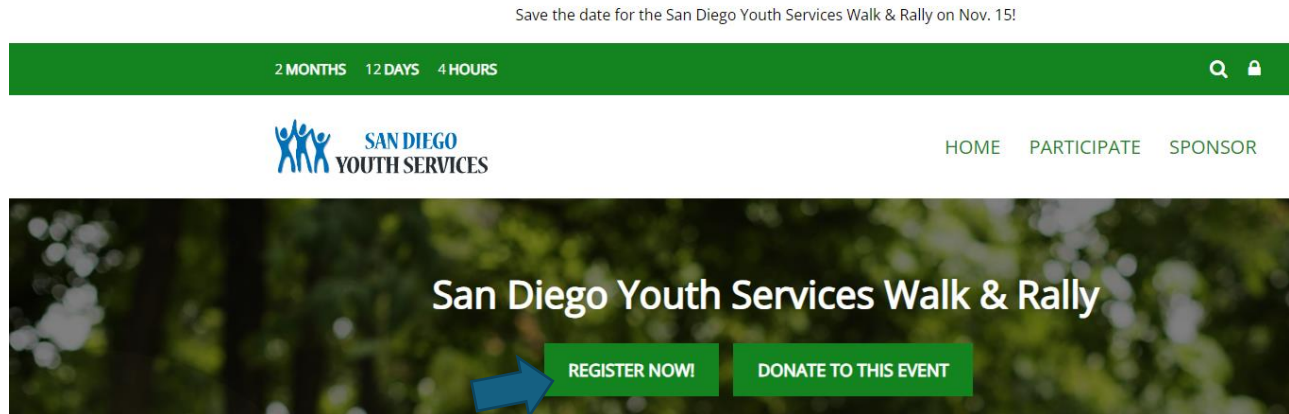 Save the date for the San Diego Youth Services Walk & Rally on Nov. 15!
2 MONTHS 12 DAYS 4 HOURS
SAN DIEGO
YOUTH SERVICES
HOME PARTICIPATE SPONSOR
San Diego Youth Services Walk & Rally
REGISTER NOW! DONATE TO THIS EVENT